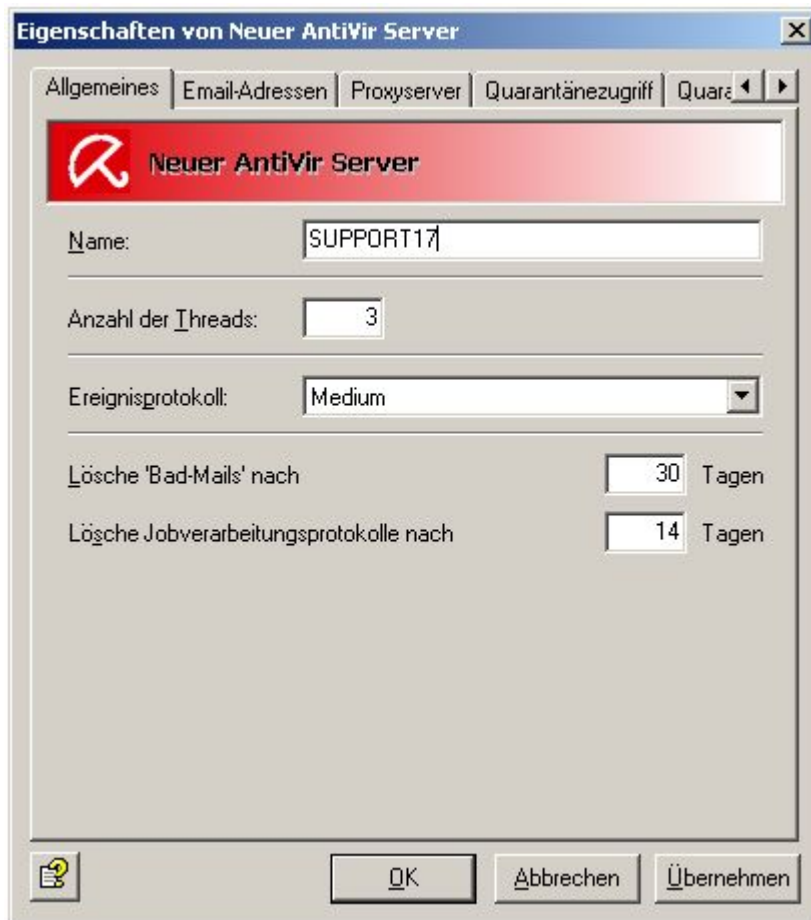 Eigenschaften von Neuer AntiVir Server
Allgemeines Email-Adressen Proxyserver Quarantänezugriff
Neuer AntiVir Server
Name: SUPPORT17
Anzahl der Threads: 3
Ereignisprotokoll: Medium
Lösche 'Bad-Mails' nach 30 Tagen
Lösche Jobverarbeitungsprotokolle nach 14 Tagen
OK Abbrechen Übernehmen